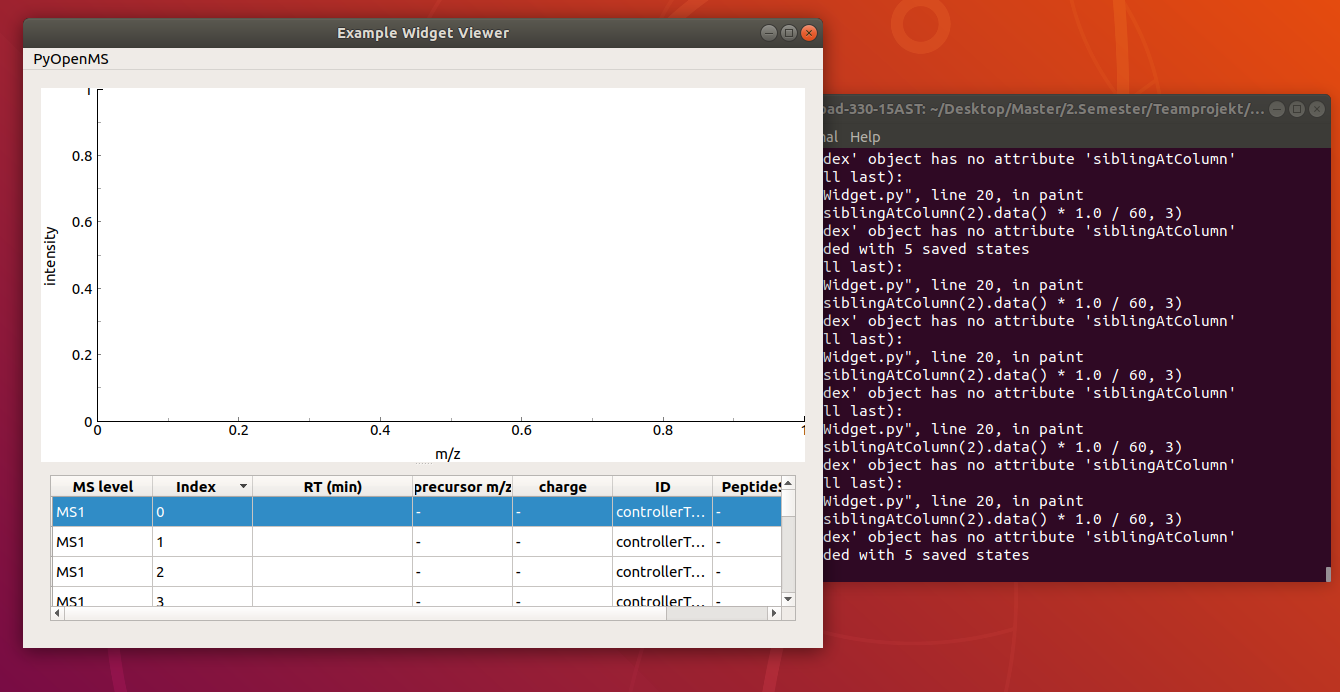 Example Widget Viewer
PyOpenMS
1
0.8
0.6
0.4
0.2
0
intensity
0 0.2 0.4 0.6 0.8 1
m/z
MS level Index RT (min) precursor m/z charge ID Peptide
MS1 0 - - controllerT... -
MS1 1 - - controllerT... -
MS1 2 - - controllerT... -
MS1 3 - - controllerT... -
ad-330-15AST: ~/Desktop/Master/2.Semester/Teamprojekt/...
nal Help
dex' object has no attribute 'siblingAtColumn'
ll last):
Widget.py", line 20, in paint
siblingAtColumn(2).data() * 1.0 / 60, 3)
dex' object has no attribute 'siblingAtColumn'
ded with 5 saved states
ll last):
Widget.py", line 20, in paint
siblingAtColumn(2).data() * 1.0 / 60, 3)
dex' object has no attribute 'siblingAtColumn'
ll last):
Widget.py", line 20, in paint
siblingAtColumn(2).data() * 1.0 / 60, 3)
dex' object has no attribute 'siblingAtColumn'
ll last):
Widget.py", line 20, in paint
siblingAtColumn(2).data() * 1.0 / 60, 3)
dex' object has no attribute 'siblingAtColumn'
ll last):
Widget.py", line 20, in paint
siblingAtColumn(2).data() * 1.0 / 60, 3)
dex' object has no attribute 'siblingAtColumn'
ded with 5 saved states